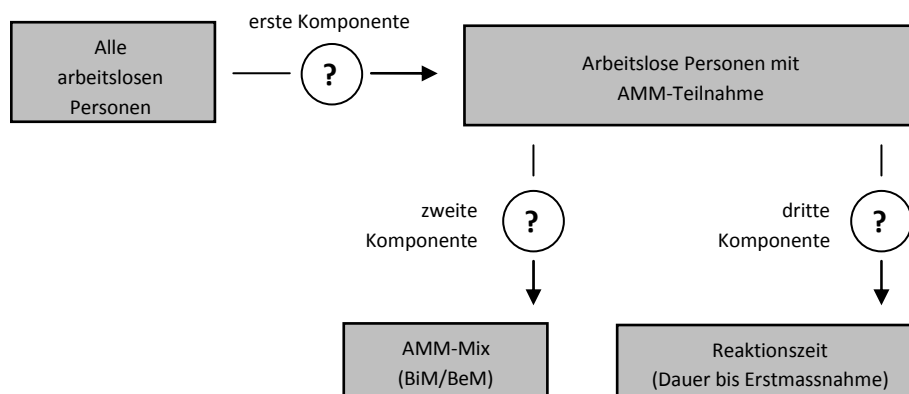 erste Komponente
Alle
arbeitslosen
Personen
?
Arbeitslose Personen mit
AMM-Teilnahme
zweite
Komponente
?
dritte
Komponente
?
AMM-Mix
(BiM/BeM)
Reaktionszeit
(Dauer bis Erstmassnahme)